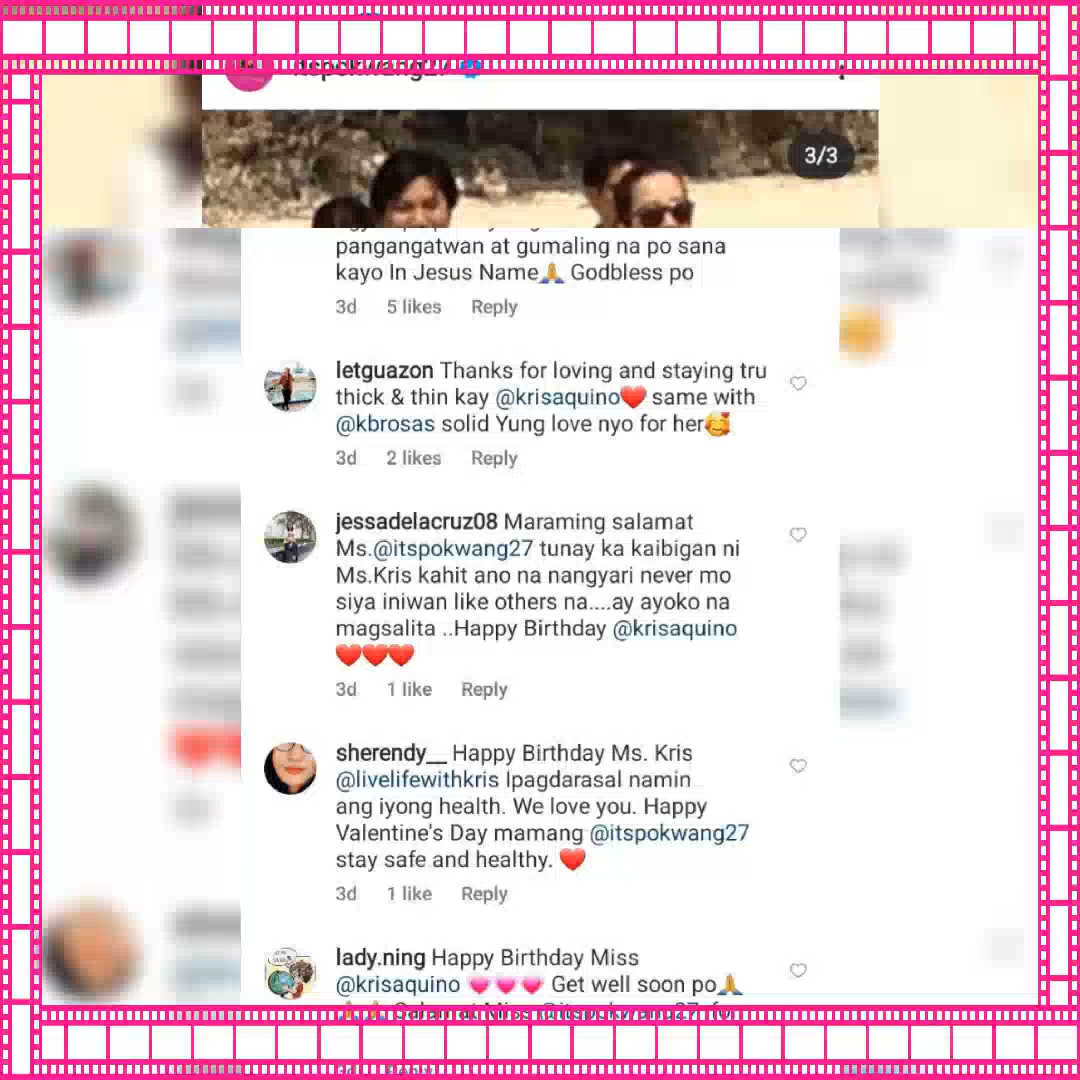 itspokwang27
3/3
pangangatwan at gumaling na po sana
kayo In Jesus Name🙏 Godbless po
3d 5 likes Reply
letguazon Thanks for loving and staying tru
thick & thin kay @krisaquino❤️ same with
@kbrosas solid Yung love nyo for her🥰
3d 2 likes Reply
jessadelacruz08 Maraming salamat
Ms.@itspokwang27 tunay ka kaibigan ni
Ms.Kris kahit ano na nangyari never mo
siya iniwan like others na....ay ayoko na
magsalita ..Happy Birthday @krisaquino
❤️❤️❤️
3d 1 like Reply
sherendy__ Happy Birthday Ms. Kris
@livelifewithkris Ipagdarasal namin
ang iyong health. We love you. Happy
Valentine's Day mamang @itspokwang27
stay safe and healthy. ❤️
3d 1 like Reply
lady.ning Happy Birthday Miss
@krisaquino 💗💗💗 Get well soon po🙏
🙏🙏 Salamat Miss @itspokwang27 for